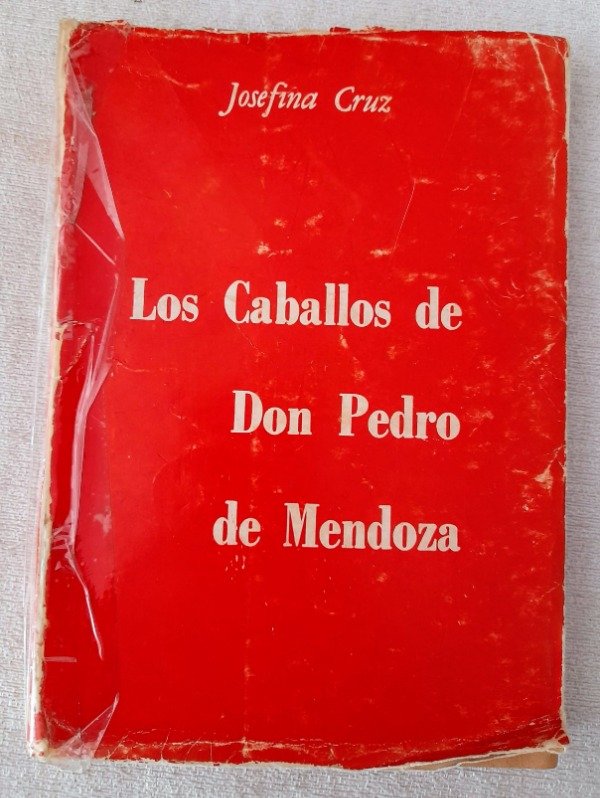 Josefina Cruz
Los Caballos de
Don Pedro
de Mendoza